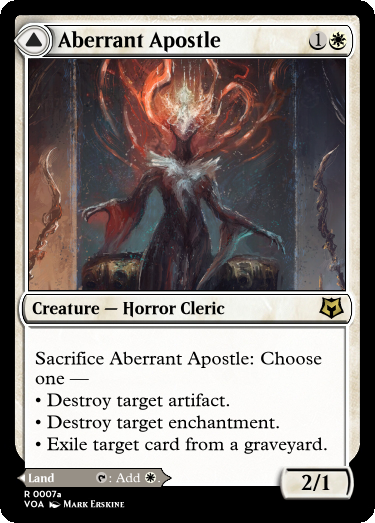 Aberrant Apostle 1
Creature — Horror Cleric
Sacrifice Aberrant Apostle: Choose
one —
• Destroy target artifact.
• Destroy target enchantment.
• Exile target card from a graveyard.
Land : Add .
2/1
R 0007a
VOA Mark Erskine